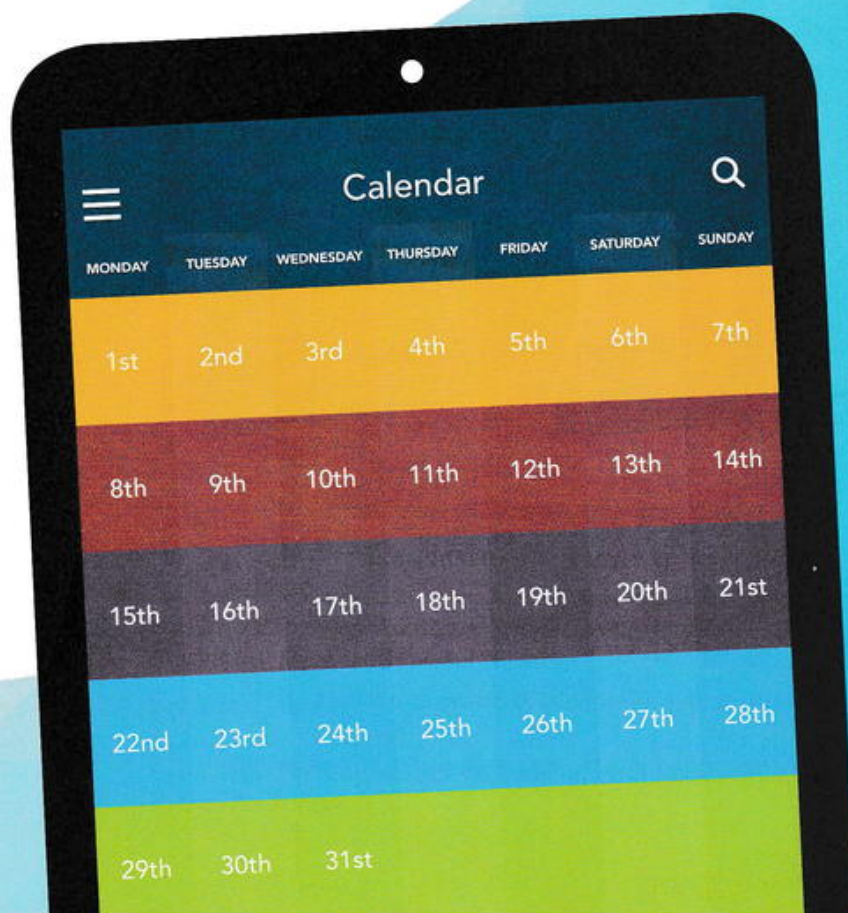 Calendar
MONDAY TUESDAY WEDNESDAY THURSDAY FRIDAY SATURDAY SUNDAY
1st 2nd 3rd 4th 5th 6th 7th
8th 9th 10th 11th 12th 13th 14th
15th 16th 17th 18th 19th 20th 21st
22nd 23rd 24th 25th 26th 27th 28th
29th 30th 31st